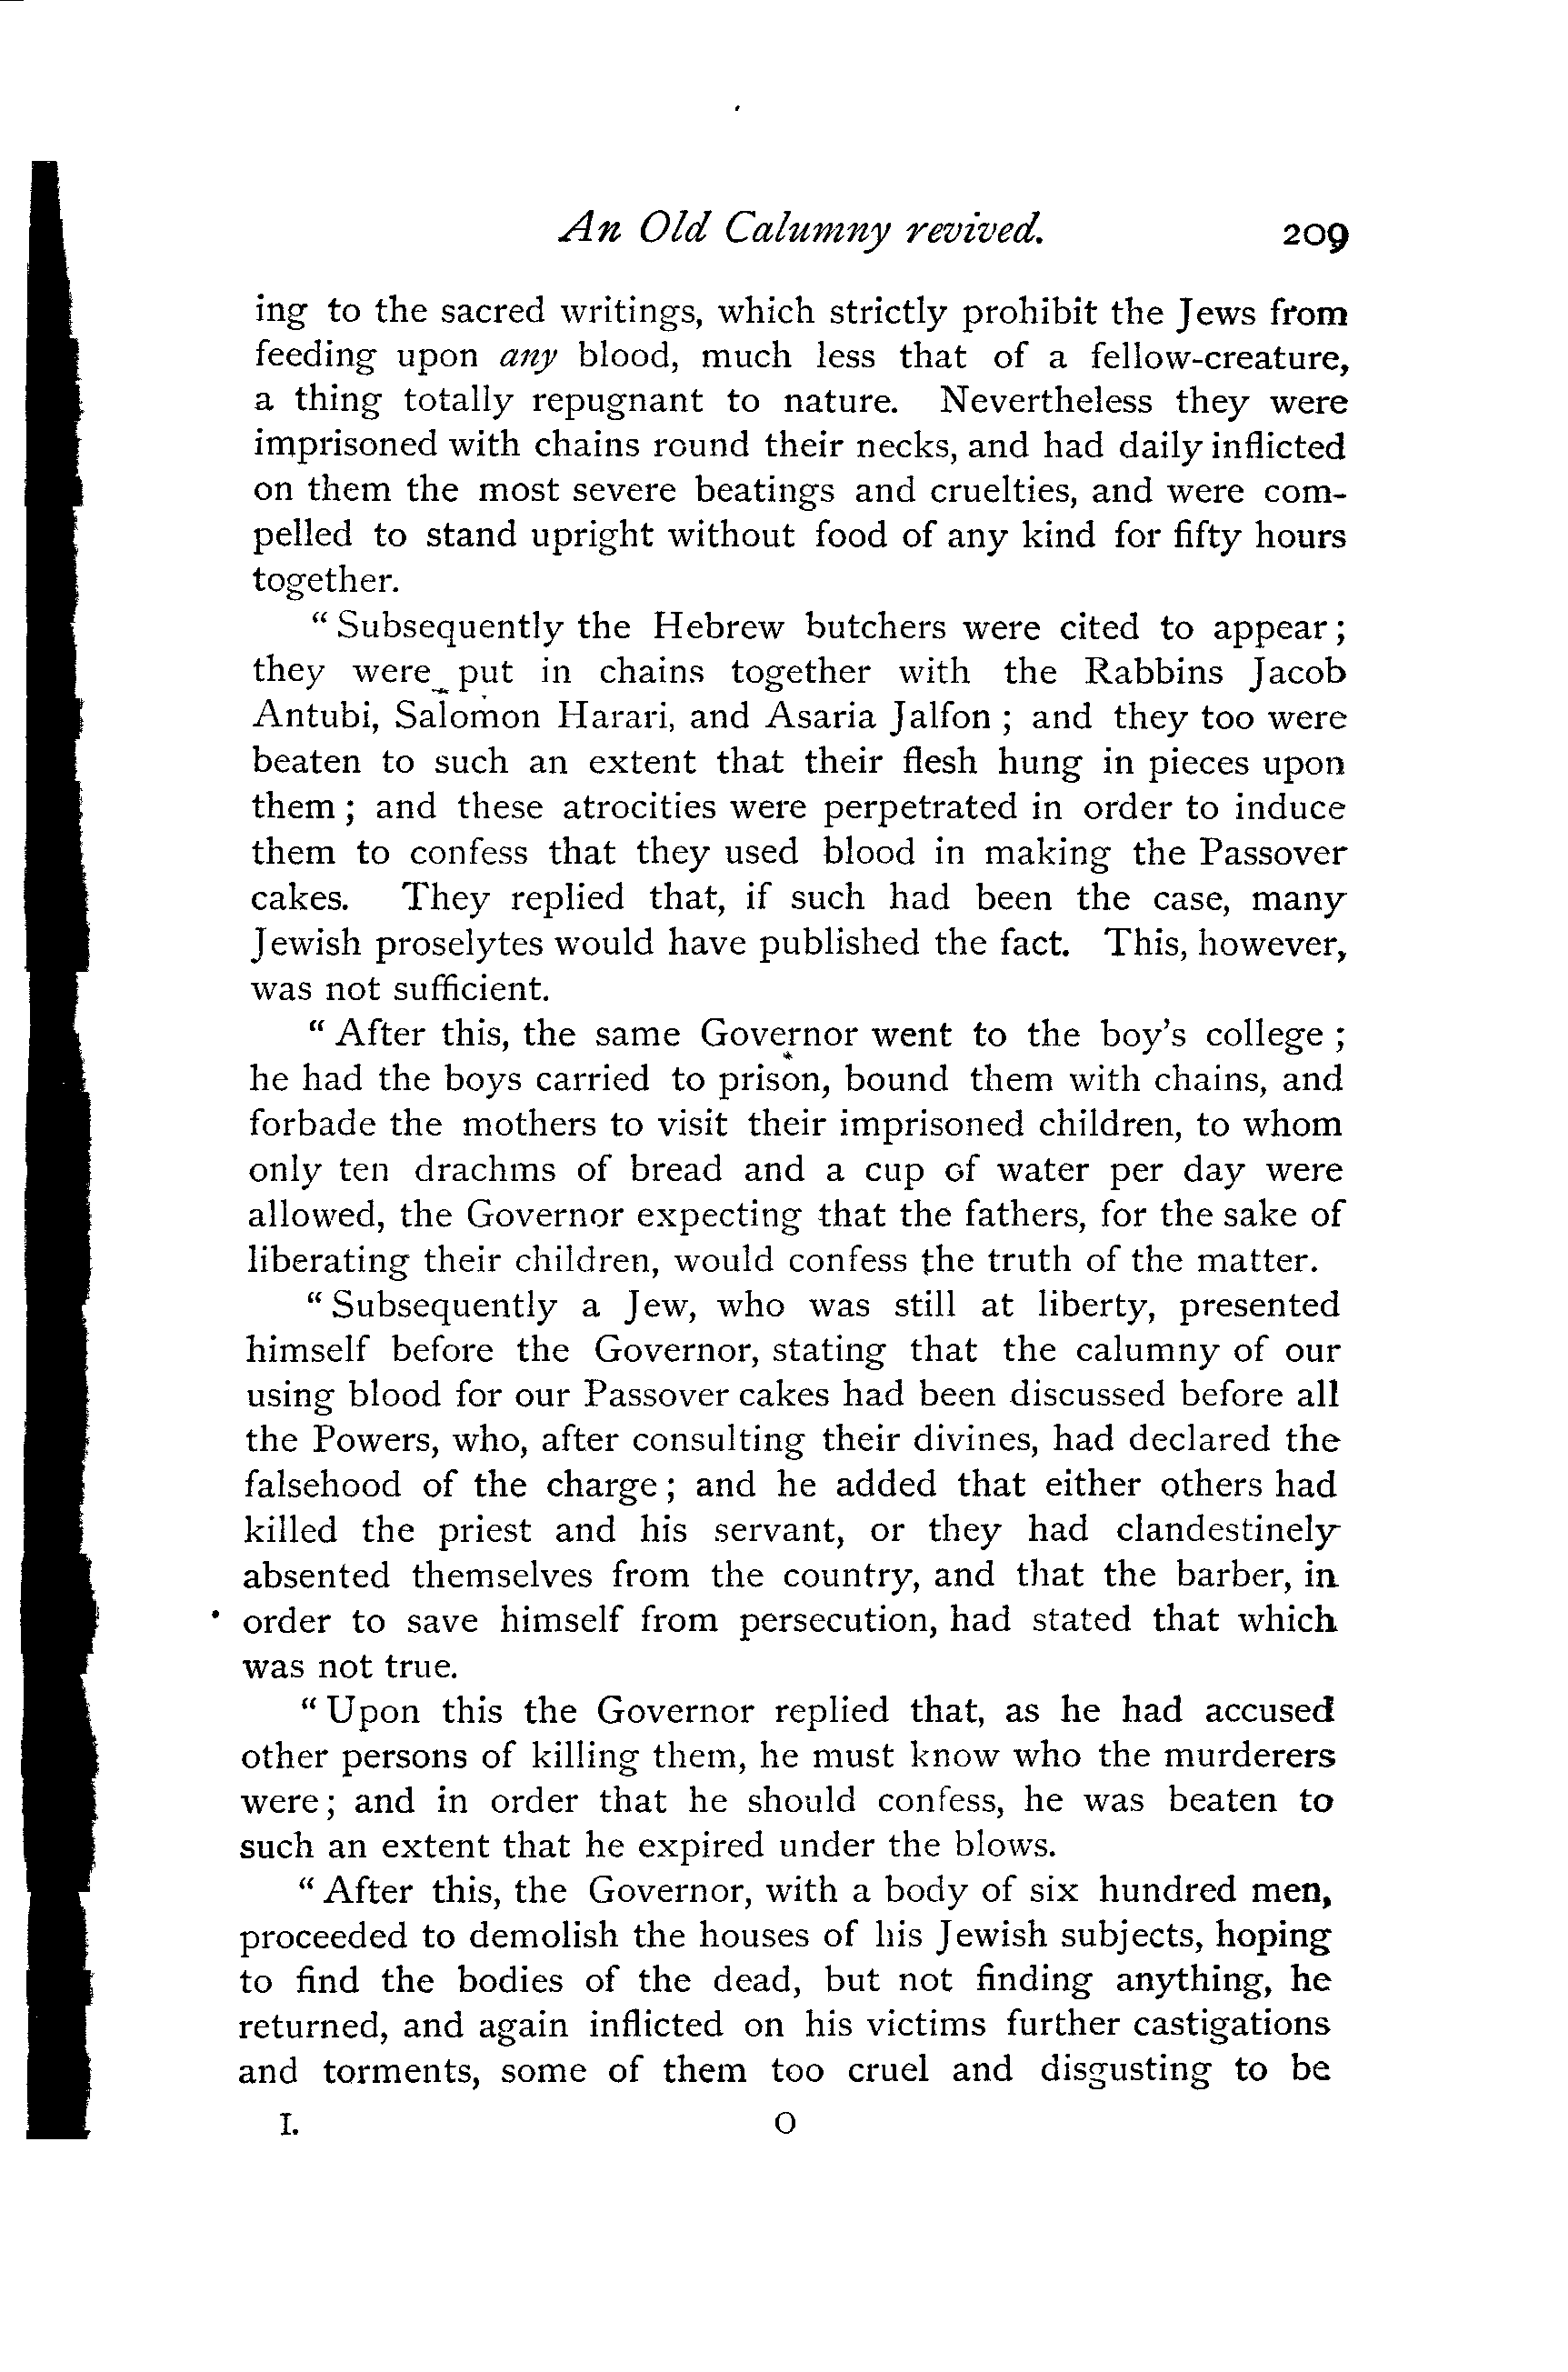 An Old Calumny revived. 209
ing to the sacred writings, which strictly prohibit the Jews from
feeding upon any blood, much less that of a fellow-creature,
a thing totally repugnant to nature. Nevertheless they were
imprisoned with chains round their necks, and had daily inflicted
on them the most severe beatings and cruelties, and were com-
pelled to stand upright without food of any kind for fifty hours
together.
“Subsequently the Hebrew butchers were cited to appear;
they were put in chains together with the Rabbins Jacob
Antubi, Salomon Harari, and Asaria Jalfon; and they too were
beaten to such an extent that their flesh hung in pieces upon
them; and these atrocities were perpetrated in order to induce
them to confess that they used blood in making the Passover
cakes. They replied that, if such had been the case, many
Jewish proselytes would have published the fact. This, however,
was not sufficient.
“After this, the same Governor went to the boy's college;
he had the boys carried to prison, bound them with chains, and
forbade the mothers to visit their imprisoned children, to whom
only ten drachms of bread and a cup of water per day were
allowed, the Governor expecting that the fathers, for the sake of
liberating their children, would confess the truth of the matter.
“Subsequently a Jew, who was still at liberty, presented
himself before the Governor, stating that the calumny of our
using blood for our Passover cakes had been discussed before all
the Powers, who, after consulting their divines, had declared the
falsehood of the charge; and he added that either others had
killed the priest and his servant, or they had clandestinely
absented themselves from the country, and that the barber, in
order to save himself from persecution, had stated that which
was not true.
“Upon this the Governor replied that, as he had accused
other persons of killing them, he must know who the murderers
were; and in order that he should confess, he was beaten to
such an extent that he expired under the blows.
“After this, the Governor, with a body of six hundred men,
proceeded to demolish the houses of his Jewish subjects, hoping
to find the bodies of the dead, but not finding anything, he
returned, and again inflicted on his victims further castigations
and torments, some of them too cruel and disgusting to be
I. O